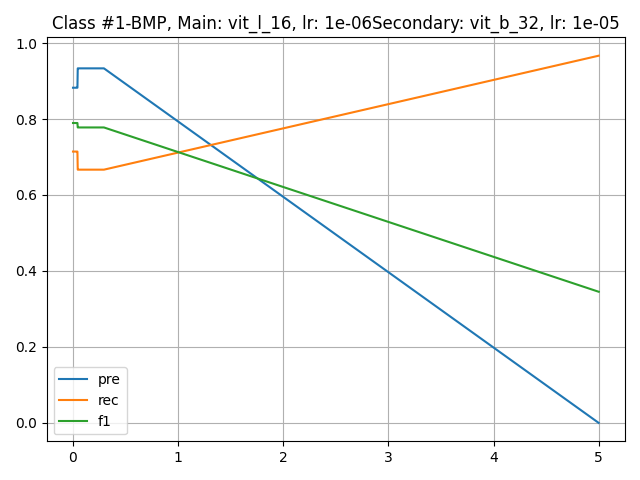 Class #1-BMP, Main: vit_l_16, lr: 1e-06Secondary: vit_b_32, lr: 1e-05
1.0
0.8
0.6
0.4
0.2
0.0
pre
rec
f1
0 1 2 3 4 5